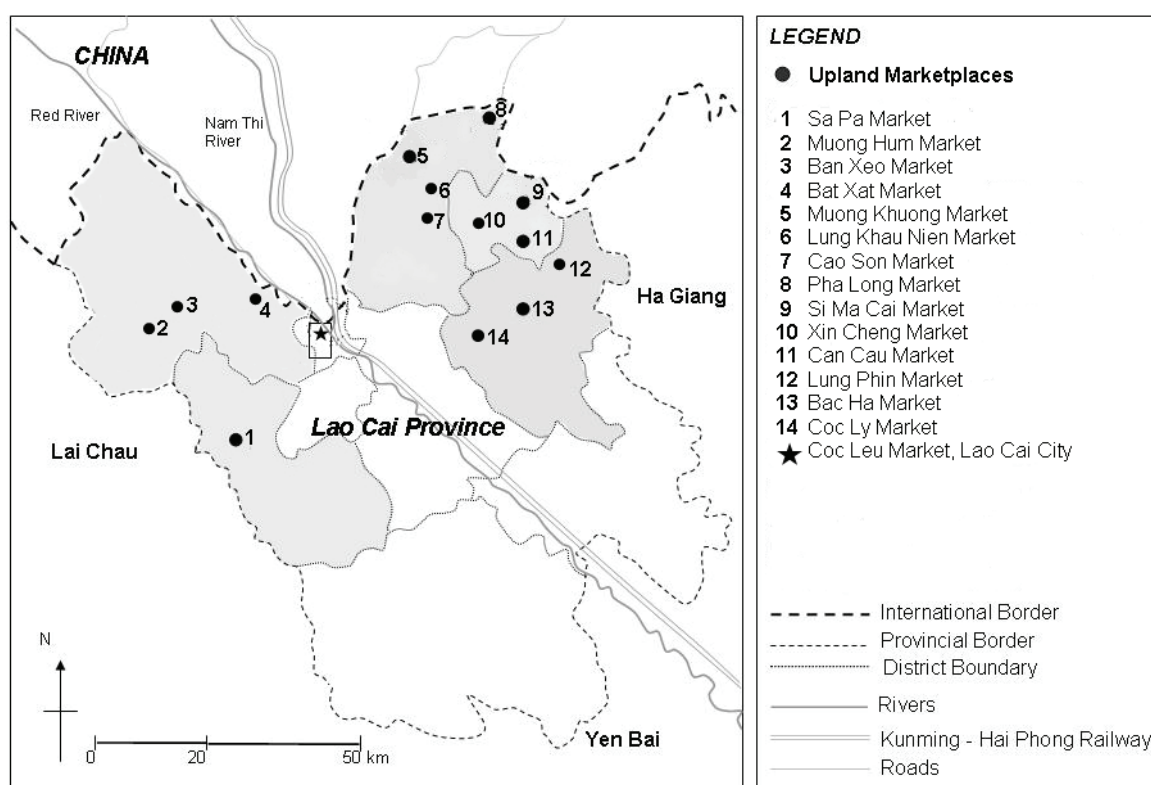 CHINA
Red River
Nam Thi
River
8
5
6
7
9
10
11
12
3
4
2
13
14
Ha Giang
Lao Cai Province
1
Lai Chau
N
Yen Bai
0 20 50 km
LEGEND
Upland Marketplaces
1 Sa Pa Market
2 Muong Hum Market
3 Ban Xeo Market
4 Bat Xat Market
5 Muong Khuong Market
6 Lung Khau Nien Market
7 Cao Son Market
8 Pha Long Market
9 Si Ma Cai Market
10 Xin Cheng Market
11 Can Cau Market
12 Lung Phin Market
13 Bac Ha Market
14 Coc Ly Market
Coc Leu Market, Lao Cai City
International Border
Provincial Border
District Boundary
Rivers
Kunming - Hai Phong Railway
Roads